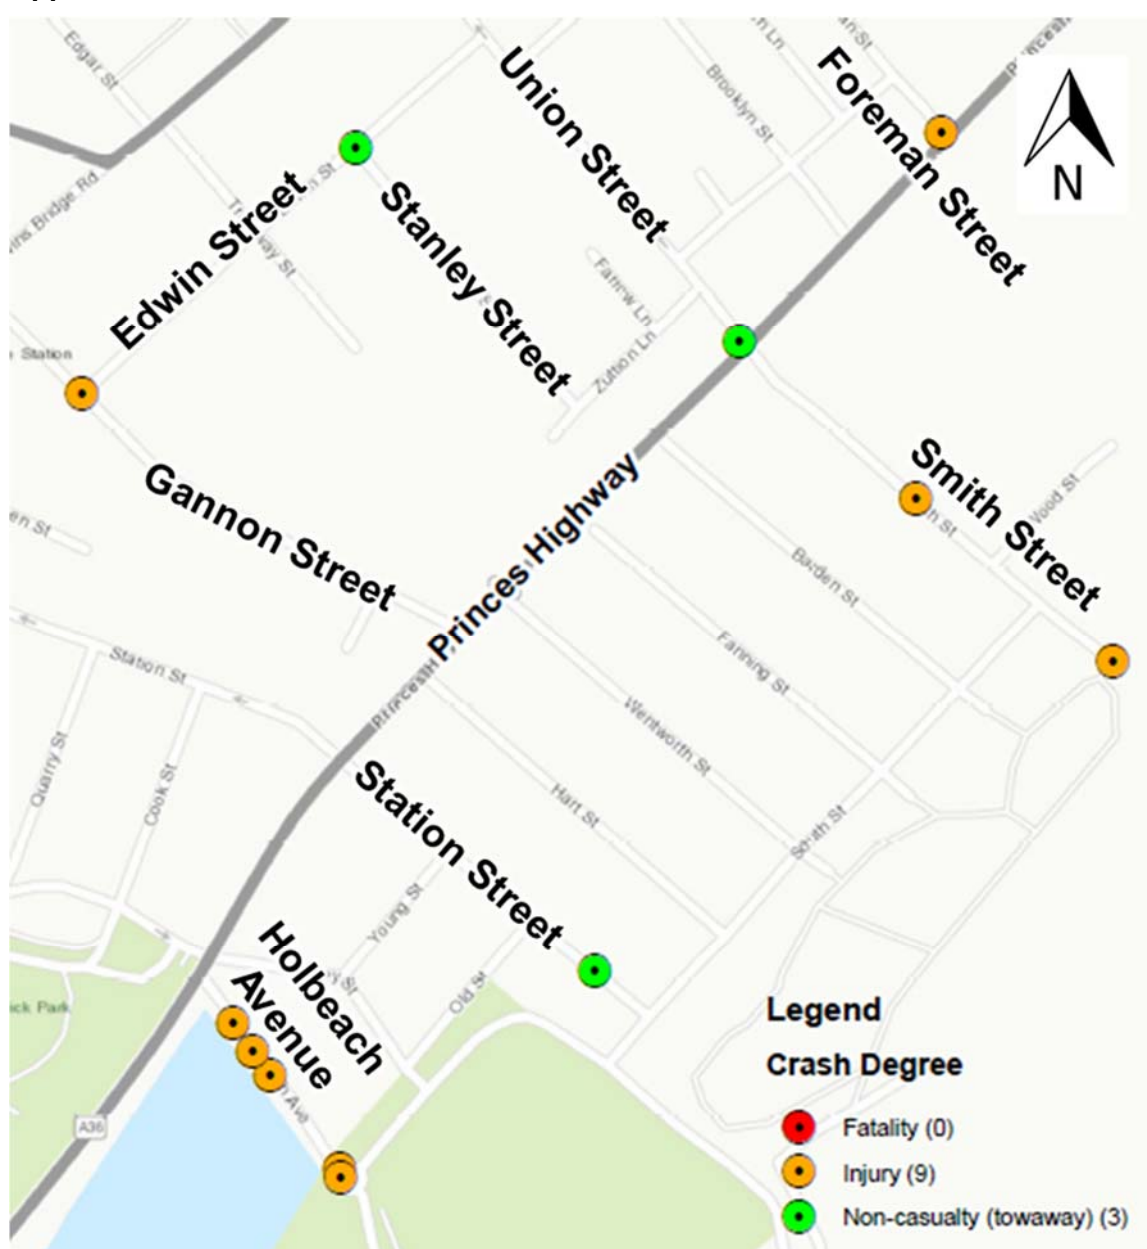 Edgar St
Union Street
Brooklyn St
Foreman Street
N
Edwin Street
Stanley Street
Station
Zuttion Ln
Gannon Street
Princes Highway
Smith Street
Wood St
Barden St
Fanning St
Wentworth St
Station St
Quarry St
Cook St
Hart St
South St
Station Street
Young St
Old St
Holbeach
Avenue
A36
Legend
Crash Degree
Fatality (0)
Injury (9)
Non-casualty (towaway) (3)